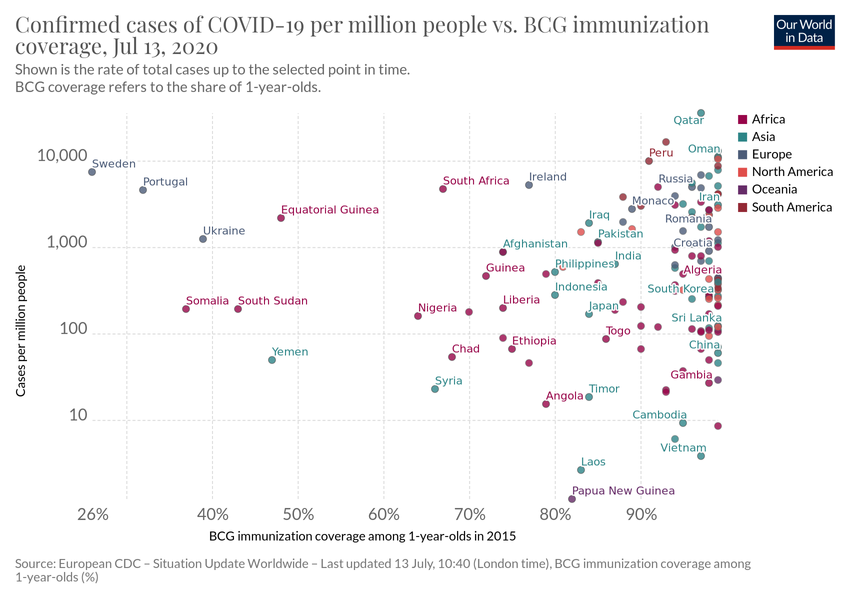 Confirmed cases of COVID-19 per million people vs. BCG immunization
coverage, Jul 13, 2020
Our World
in Data
Shown is the rate of total cases up to the selected point in time.
BCG coverage refers to the share of 1-year-olds.
Qatar
Africa
Asia
Europe
North America
Oceania
South America
10,000
1,000
100
10
Cases per million people
Sweden
Portugal
South Africa
Ireland
Peru
Oman
Russia
Iran
Monaco
Equatorial Guinea
Iraq
Romania
Ukraine
Pakistan
Croatia
Afghanistan
India
Guinea
Philippines
Algeria
Indonesia
South Korea
Somalia
South Sudan
Nigeria
Liberia
Japan
Sri Lanka
Togo
Ethiopia
China
Yemen
Chad
Gambia
Syria
Angola
Timor
Cambodia
Vietnam
Laos
Papua New Guinea
26%
40%
50%
60%
70%
80%
90%
BCG immunization coverage among 1-year-olds in 2015
Source: European CDC – Situation Update Worldwide – Last updated 13 July, 10:40 (London time), BCG immunization coverage among
1-year-olds (%)